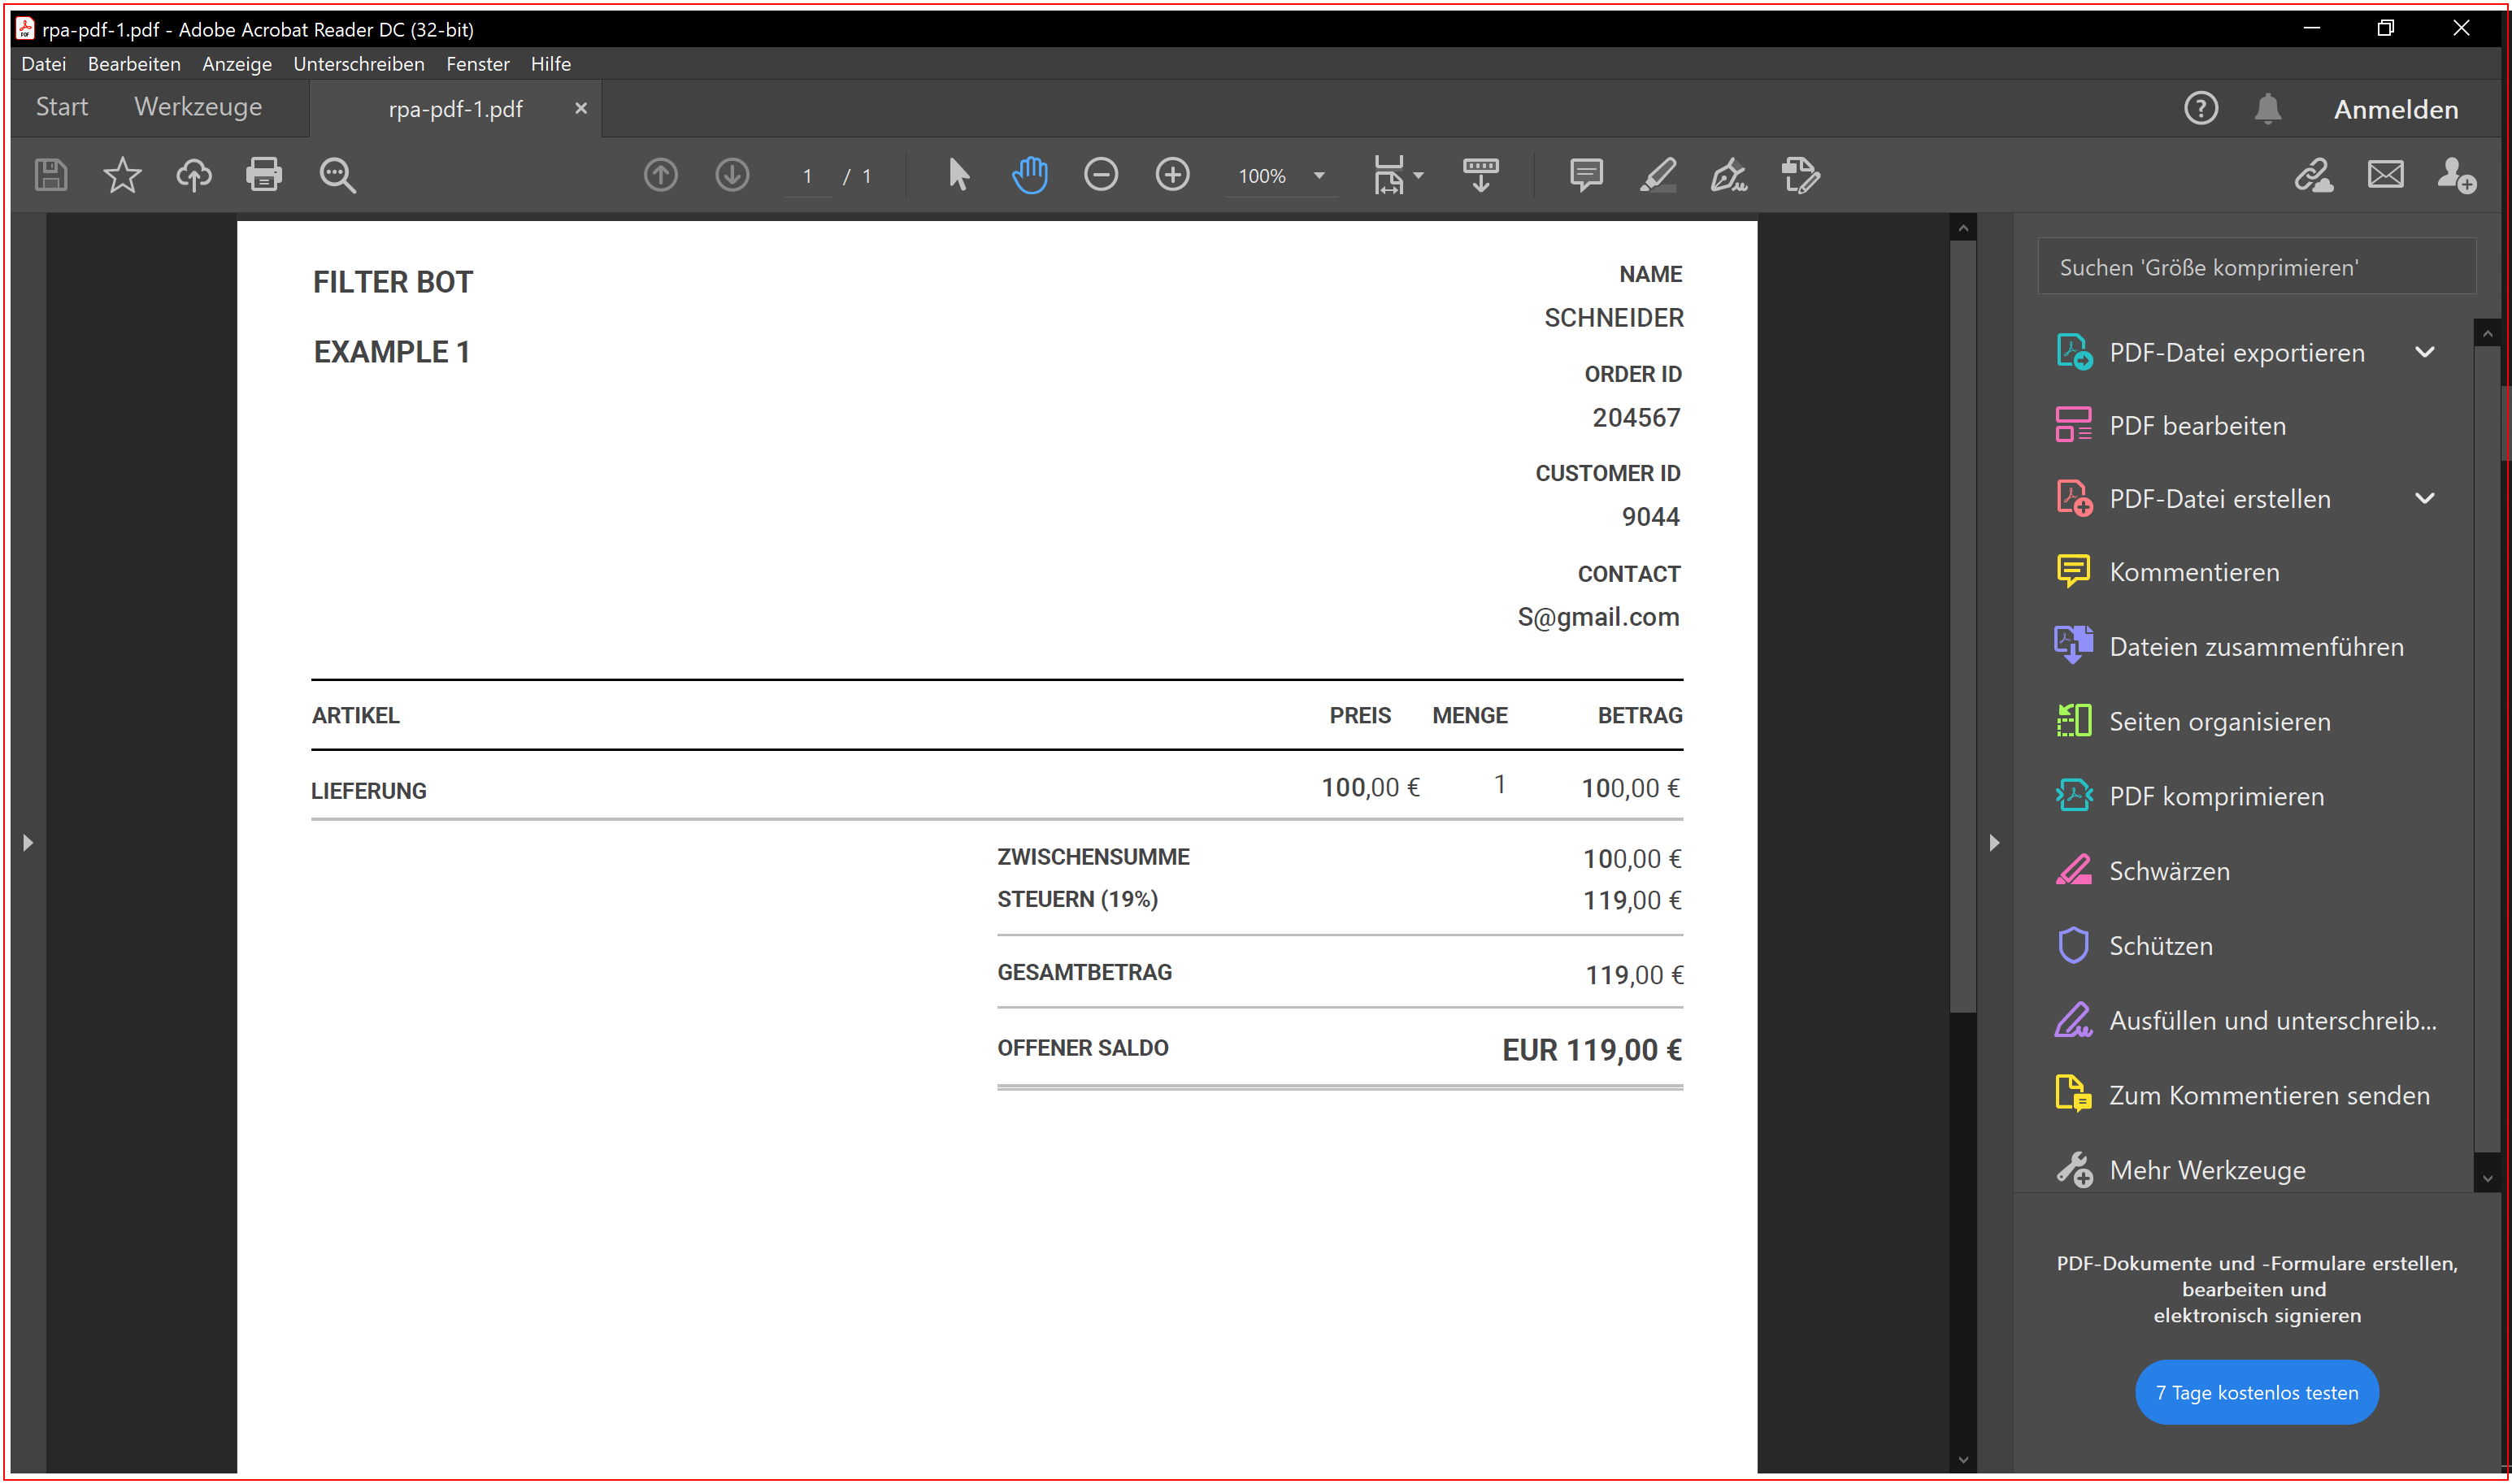 rpa-pdf-1.pdf - Adobe Acrobat Reader DC (32-bit)
Datei Bearbeiten Anzeige Unterschreiben Fenster Hilfe
Start Werkzeuge rpa-pdf-1.pdf Anmelden
1 / 1 100%
FILTER BOT
EXAMPLE 1
NAME
SCHNEIDER
ORDER ID
204567
CUSTOMER ID
9044
CONTACT
S@gmail.com
ARTIKEL PREIS MENGE BETRAG
LIEFERUNG 100,00 € 1 100,00 €
ZWISCHENSUMME 100,00 €
STEUERN (19%) 119,00 €
GESAMTBETRAG 119,00 €
OFFENER SALDO EUR 119,00 €
Suchen 'Größe komprimieren'
PDF-Datei exportieren
PDF bearbeiten
PDF-Datei erstellen
Kommentieren
Dateien zusammenführen
Seiten organisieren
PDF komprimieren
Schwärzen
Schützen
Ausfüllen und unterschreib...
Zum Kommentieren senden
Mehr Werkzeuge
PDF-Dokumente und -Formulare erstellen,
bearbeiten und
elektronisch signieren
7 Tage kostenlos testen